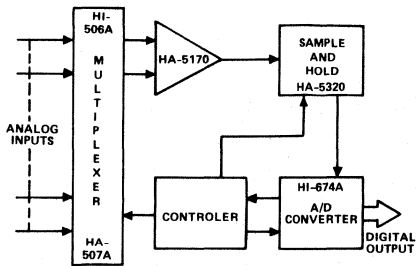 HI-
506A
MULTIPLEXER
HA-
507A
ANALOG
INPUTS
HA-5170
SAMPLE
AND
HOLD
HA-5320
CONTROLER
HI-674A
A/D
CONVERTER
DIGITAL
OUTPUT